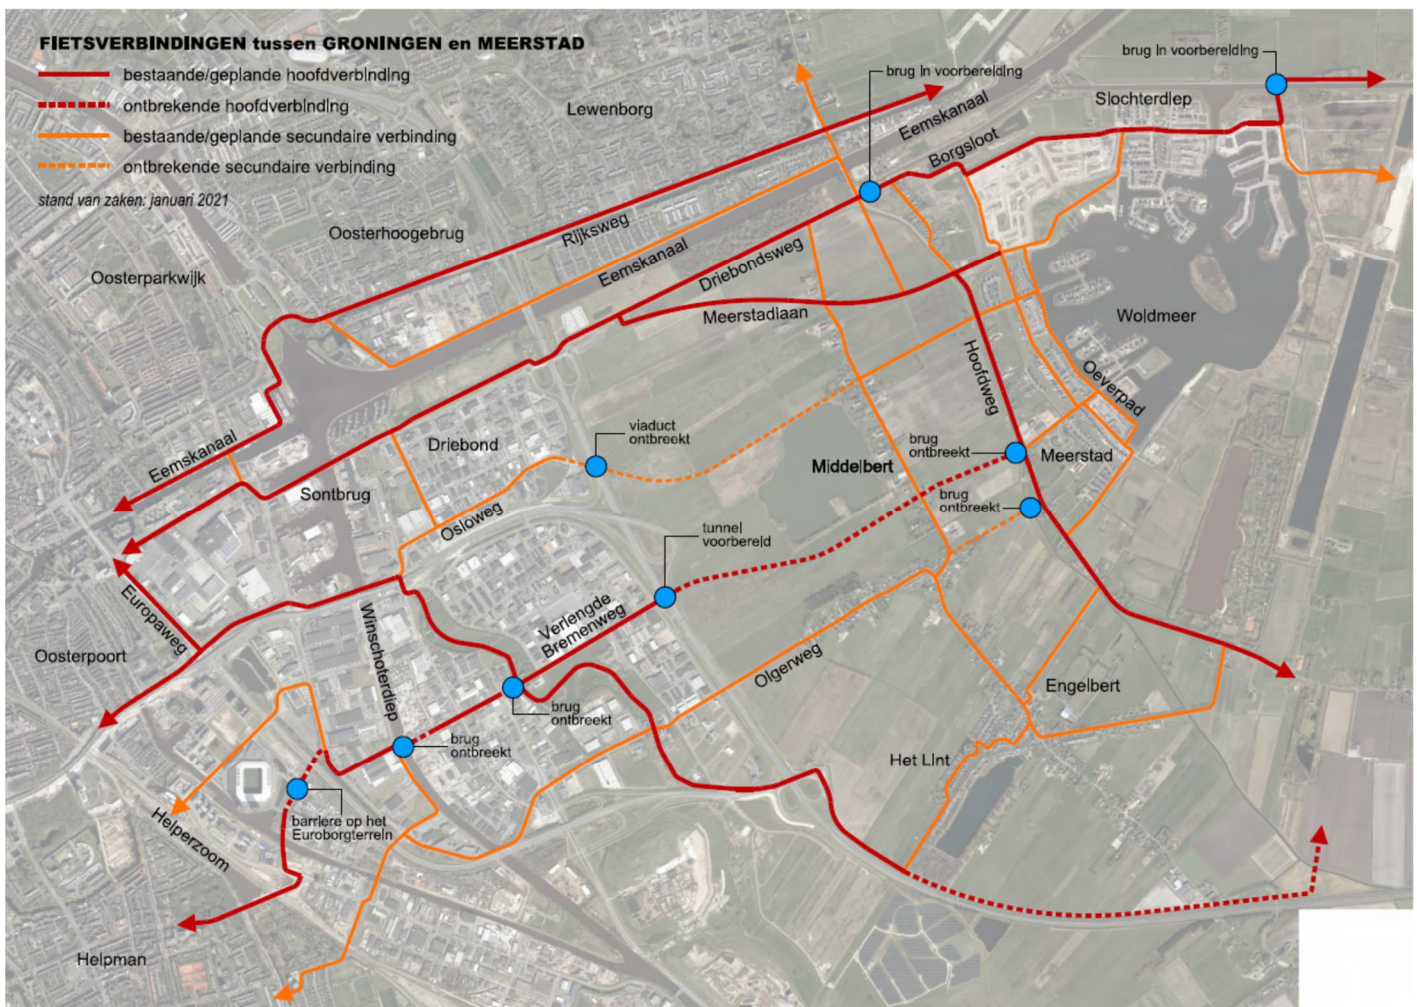 FIETSVERBINDINGEN tussen GRONINGEN en MEERSTAD
bestaande/geplande hoofdverbinding
ontbrekende hoofdverbinding
bestaande/geplande secundaire verbinding
ontbrekende secundaire verbinding
stand van zaken: januari 2021
brug in voorbereiding
brug in voorbereiding
Slochterdiep
Lewenborg
Eemskanaal
Borgsloot
Rijksweg
Oosterhoogebrug
Eemskanaal
Driebondsweg
Oosterparkwijk
Meerstadlaan
Woldmeer
Hoofdweg
Oeverpad
viaduct
ontbreekt
Driebond
Eemskanaal
brug
ontbreekt
Meerstad
Middelbert
Sontbrug
brug
ontbreekt
Osloweg
tunnel
voorbereid
Europaweg
Verlengde
Bremenweg
Winschoterdiep
Oosterpoort
Olgerweg
Engelbert
brug
ontbreekt
brug
ontbreekt
Het Lint
barriere op het
Euroborgterrein
Helperzoom
Helpman